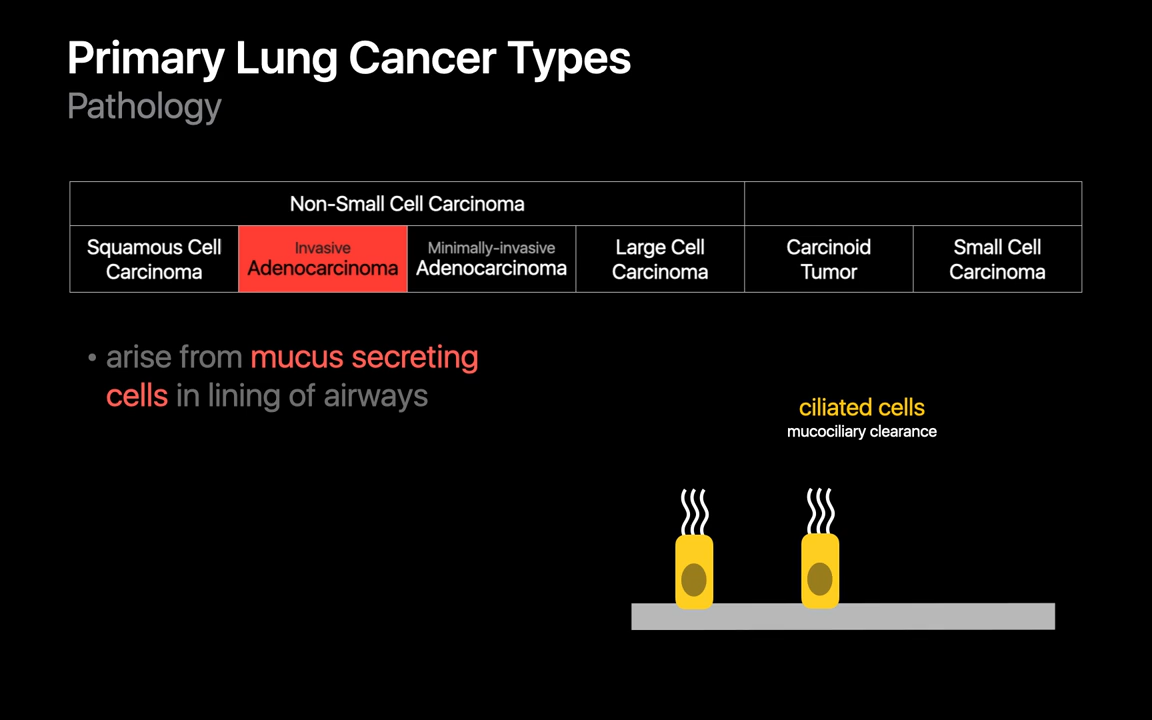 Primary Lung Cancer Types
Pathology
Non-Small Cell Carcinoma
Squamous Cell
Carcinoma
Invasive
Adenocarcinoma
Minimally-invasive
Adenocarcinoma
Large Cell
Carcinoma
Carcinoid
Tumor
Small Cell
Carcinoma
• arise from mucus secreting
cells in lining of airways
ciliated cells
mucociliary clearance